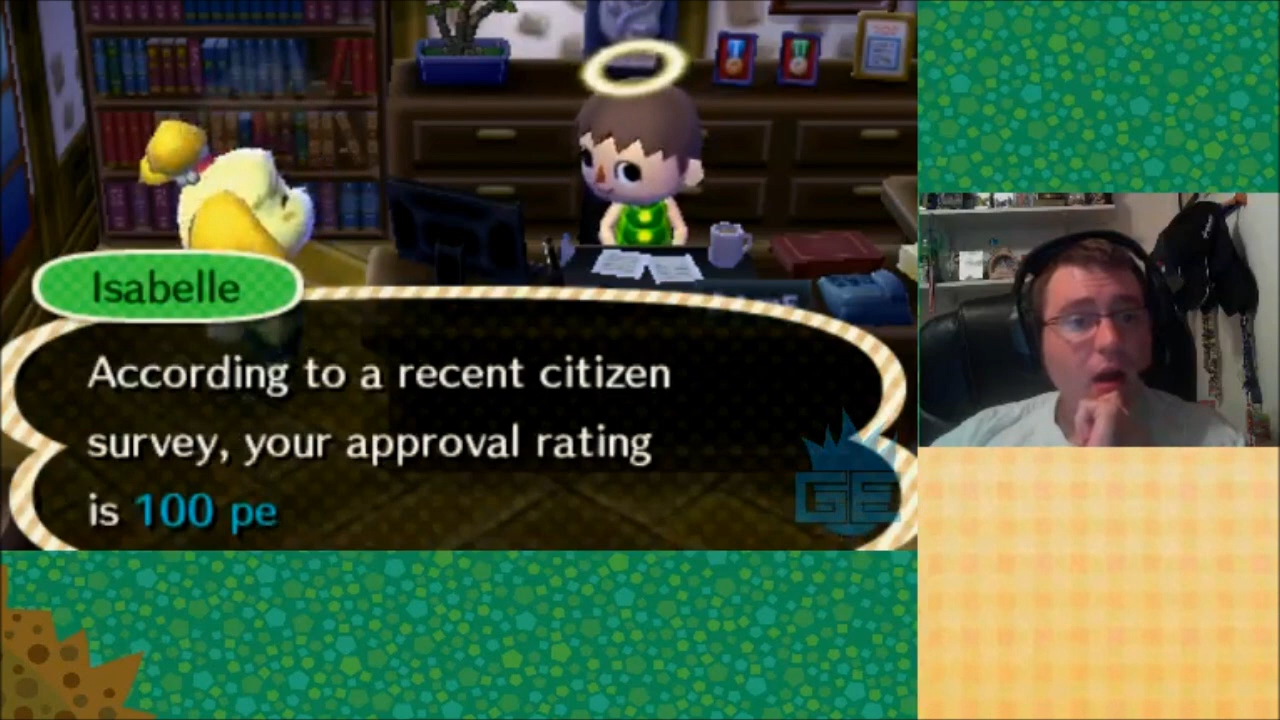 Isabelle
According to a recent citizen
survey, your approval rating
is 100 pe
GE